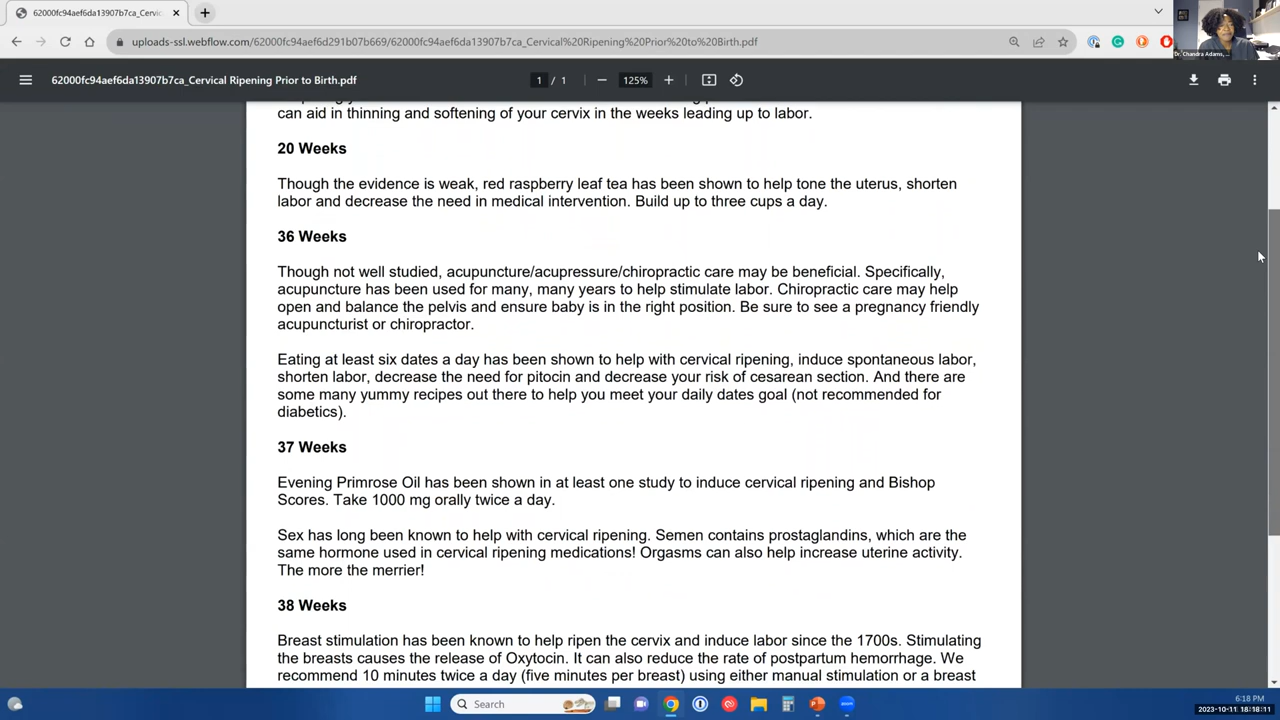 62000fc94aef6da13907b7ca_Cervic
uploads-ssl.webflow.com/62000fc94aef6d291b07b669/62000fc94aef6da13907b7ca_Cervical%20Ripening%20Prior%20to%20Birth.pdf
Dr. Chandra Adams,
62000fc94aef6da13907b7ca_Cervical Ripening Prior to Birth.pdf
1 / 1
125%
can aid in thinning and softening of your cervix in the weeks leading up to labor.
20 Weeks
Though the evidence is weak, red raspberry leaf tea has been shown to help tone the uterus, shorten
labor and decrease the need in medical intervention. Build up to three cups a day.
36 Weeks
Though not well studied, acupuncture/acupressure/chiropractic care may be beneficial. Specifically,
acupuncture has been used for many, many years to help stimulate labor. Chiropractic care may help
open and balance the pelvis and ensure baby is in the right position. Be sure to see a pregnancy friendly
acupuncturist or chiropractor.
Eating at least six dates a day has been shown to help with cervical ripening, induce spontaneous labor,
shorten labor, decrease the need for pitocin and decrease your risk of cesarean section. And there are
some many yummy recipes out there to help you meet your daily dates goal (not recommended for
diabetics).
37 Weeks
Evening Primrose Oil has been shown in at least one study to induce cervical ripening and Bishop
Scores. Take 1000 mg orally twice a day.
Sex has long been known to help with cervical ripening. Semen contains prostaglandins, which are the
same hormone used in cervical ripening medications! Orgasms can also help increase uterine activity.
The more the merrier!
38 Weeks
Breast stimulation has been known to help ripen the cervix and induce labor since the 1700s. Stimulating
the breasts causes the release of Oxytocin. It can also reduce the rate of postpartum hemorrhage. We
recommend 10 minutes twice a day (five minutes per breast) using either manual stimulation or a breast
Search
6:18 PM
2023-10-11 18:18:11